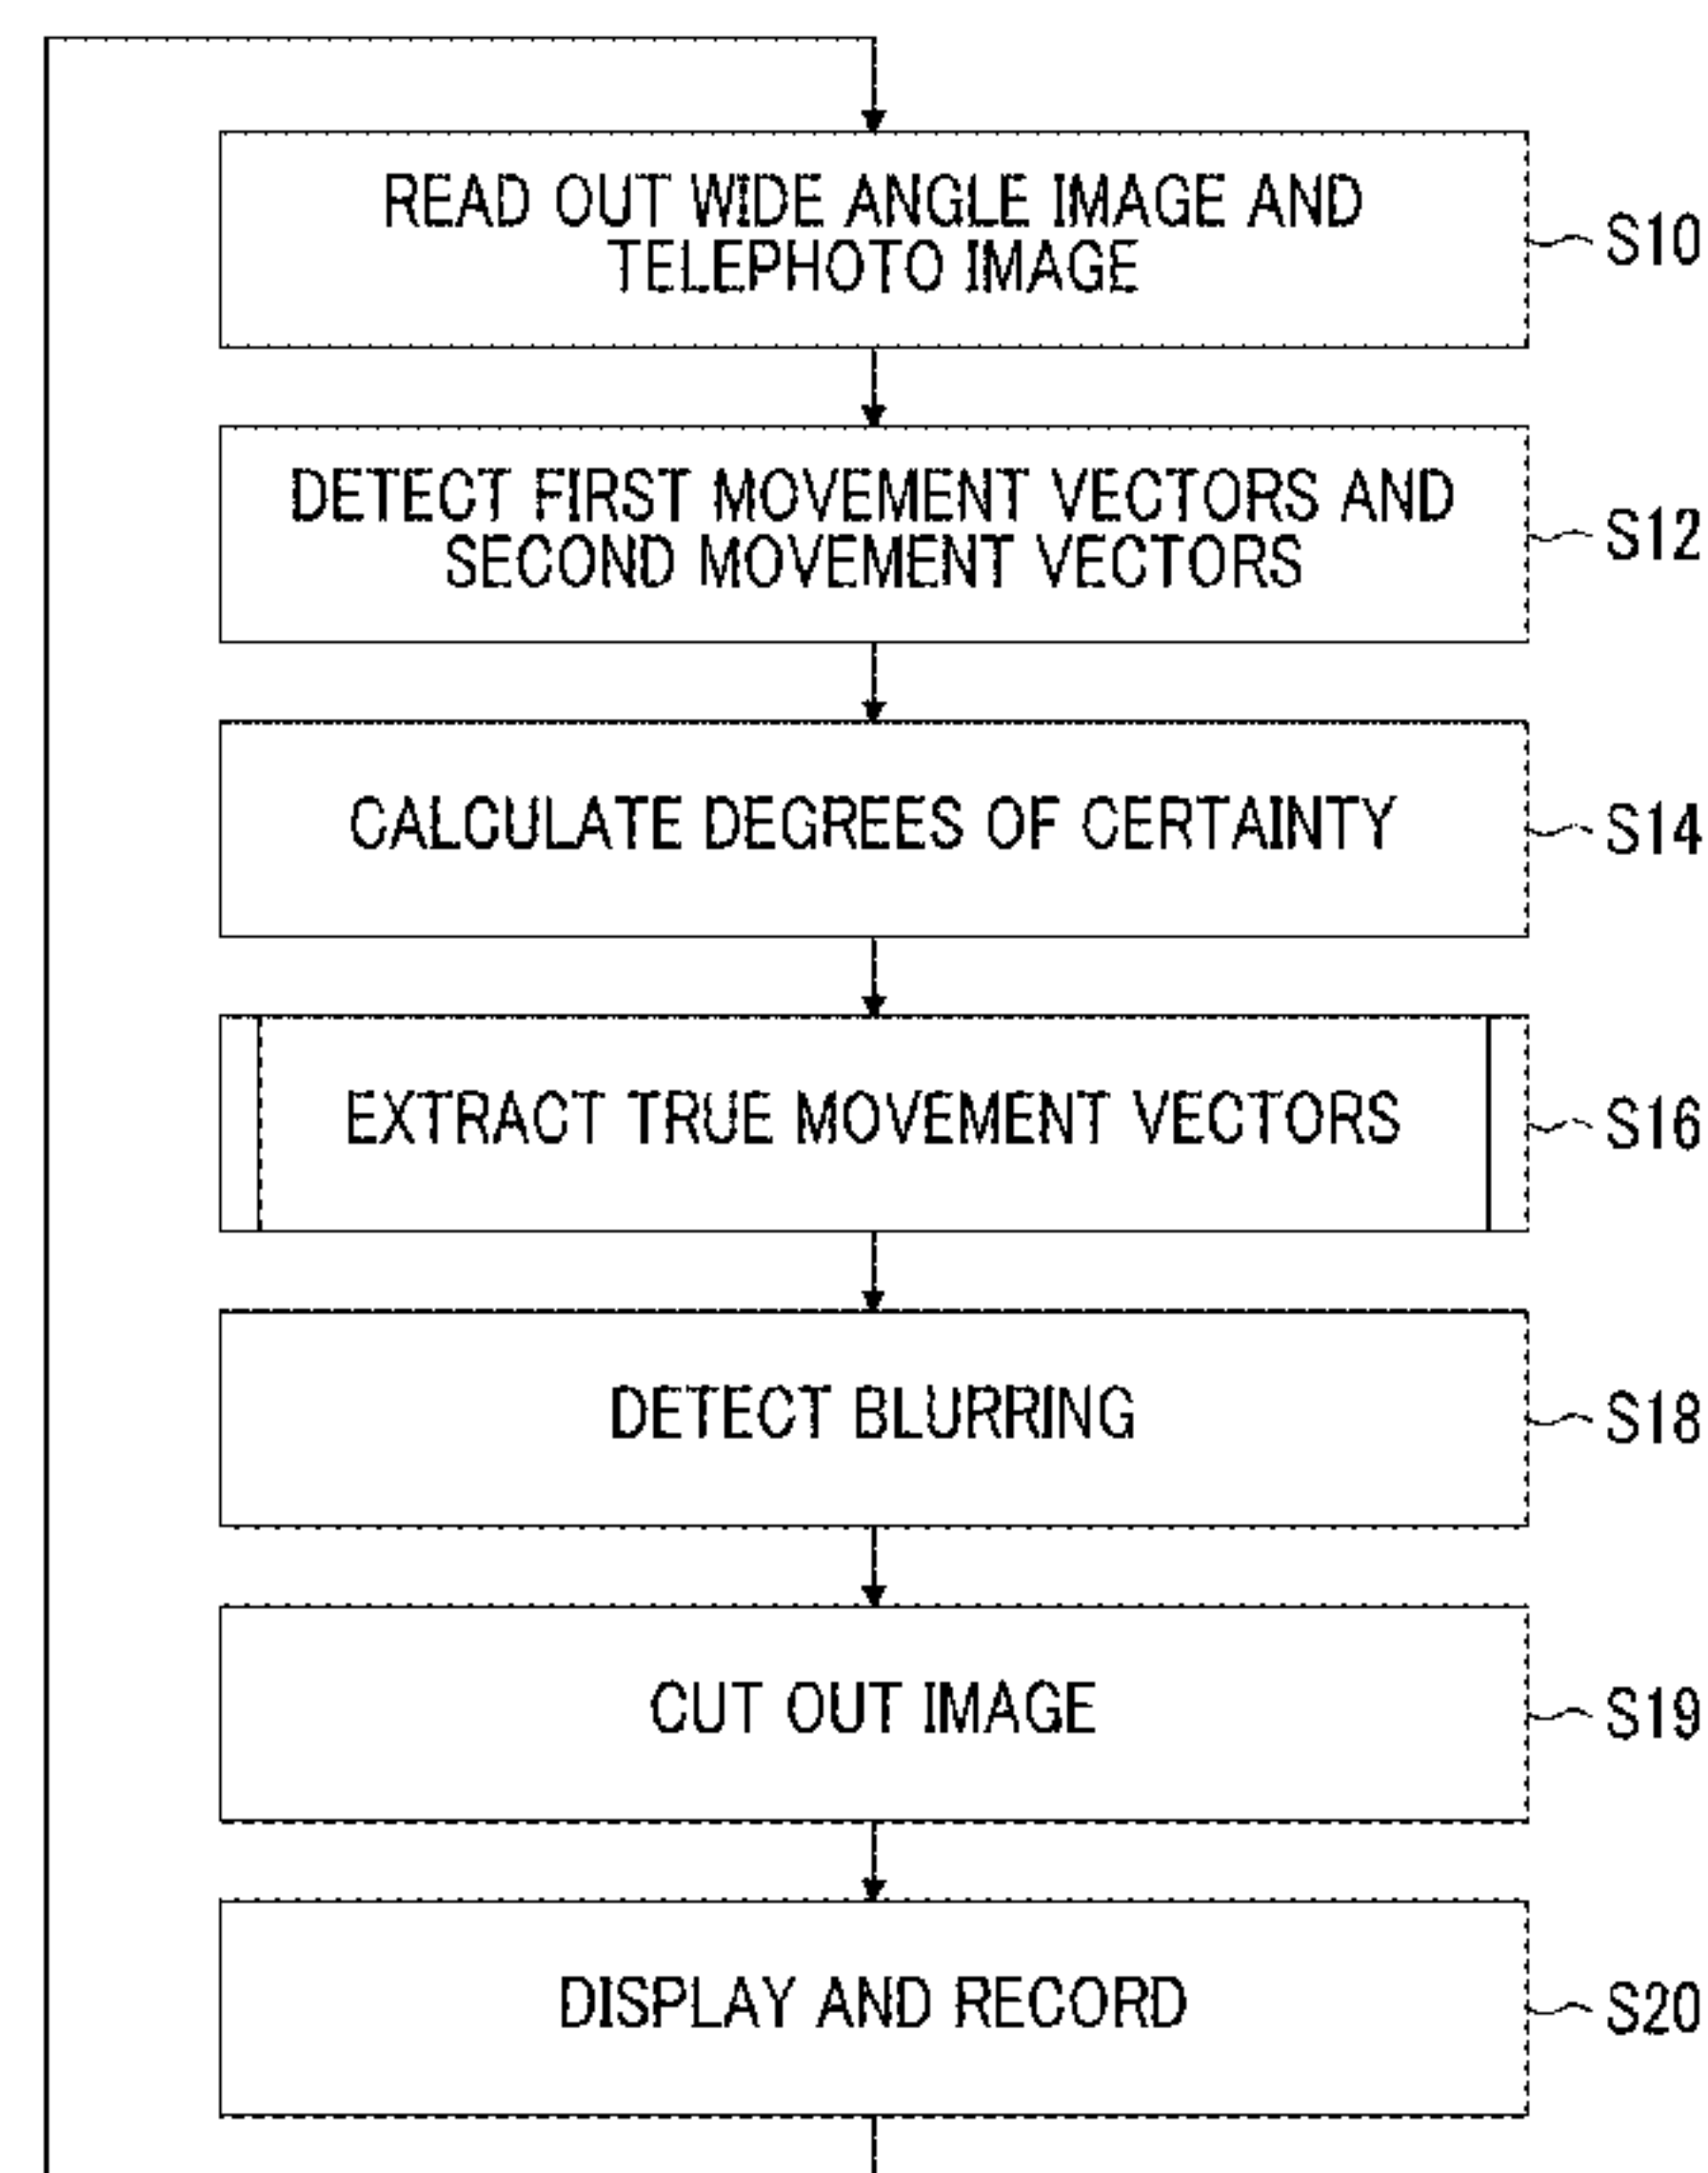 READ OUT WIDE ANGLE IMAGE AND
TELEPHOTO IMAGE
S10
DETECT FIRST MOVEMENT VECTORS AND
SECOND MOVEMENT VECTORS
S12
CALCULATE DEGREES OF CERTAINTY
S14
EXTRACT TRUE MOVEMENT VECTORS
S16
DETECT BLURRING
S18
CUT OUT IMAGE
S19
DISPLAY AND RECORD
S20